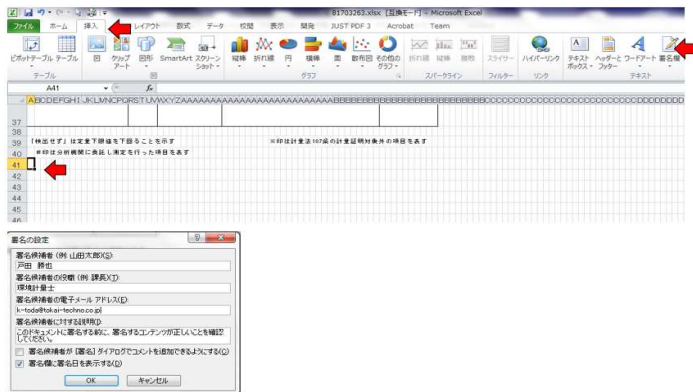 B1703263.xlsx [互換モード] - Microsoft Excel
ファイル ホーム 挿入 レイアウト 数式 データ 校閲 表示 開発 JUST PDF 3 Acrobat Team
ピボットテーブル テーブル 図 クリップアート 図形 SmartArt スクリーンショット 縦棒 折れ線 円 横棒 面 散布図 その他のグラフ 折れ線 縦棒 勝敗 スライサー ハイパーリンク テキストボックス ヘッダーとフッター ワードアート 署名欄
テーブル 図 グラフ スパークライン フィルター リンク テキスト
A41 fx
37
38
39 「検出せず」は定量下限値を下回ることを示す ※印は計量法107条の計量証明対象外の項目を表す
40 #印は分析機関に委託し測定を行った項目を表す
41
42
43
44
45
46
署名の設定
署名候補者 (例: 山田太郎)(S):
戸田 勝也
署名候補者の役職 (例: 課長)(T):
環境計量士
署名候補者の電子メール アドレス(E):
k-toda@tokai-techno.co.jp
署名候補者に対する説明(I):
このドキュメントに署名する前に、署名するコンテンツが正しいことを確認
してください。
署名候補者が [署名] ダイアログでコメントを追加できるようにする(C)
署名欄に署名日を表示する(D)
OK キャンセル